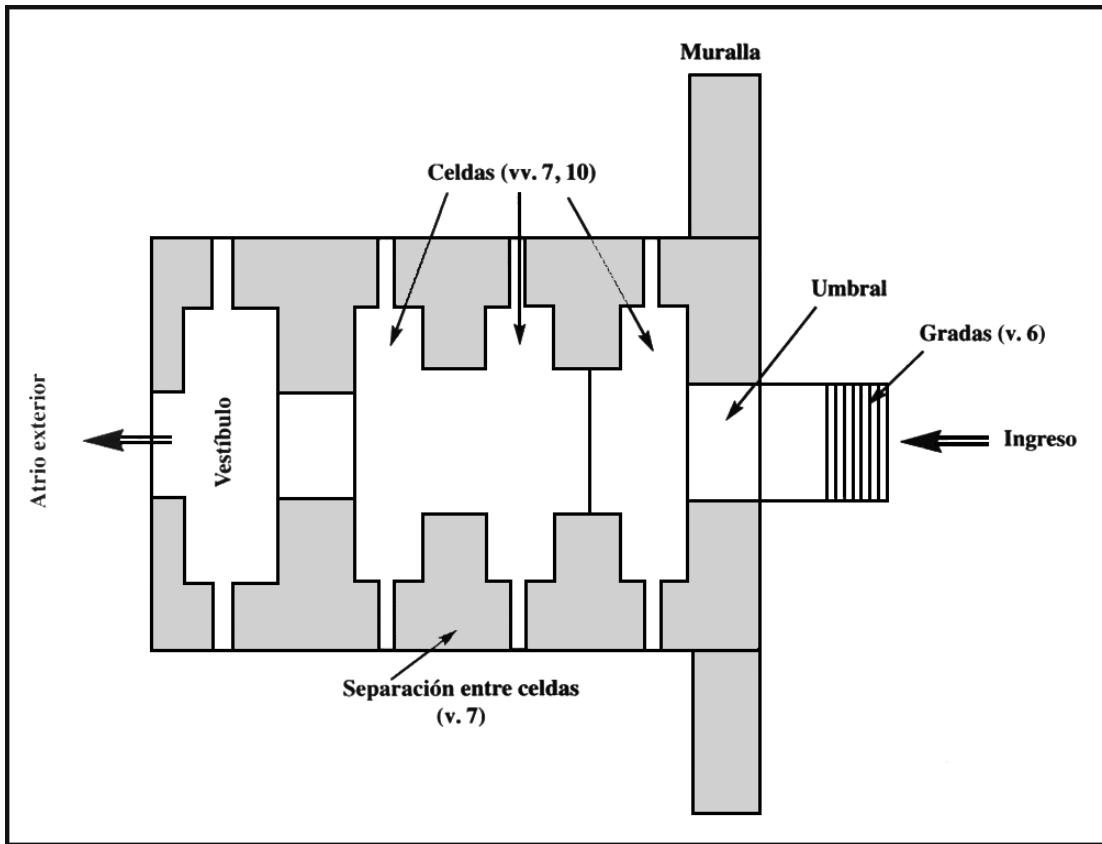 Muralla
Celdas (vv. 7, 10)
Umbral
Gradas (v. 6)
Atrio exterior
Vestíbulo
Ingreso
Separación entre celdas
(v. 7)